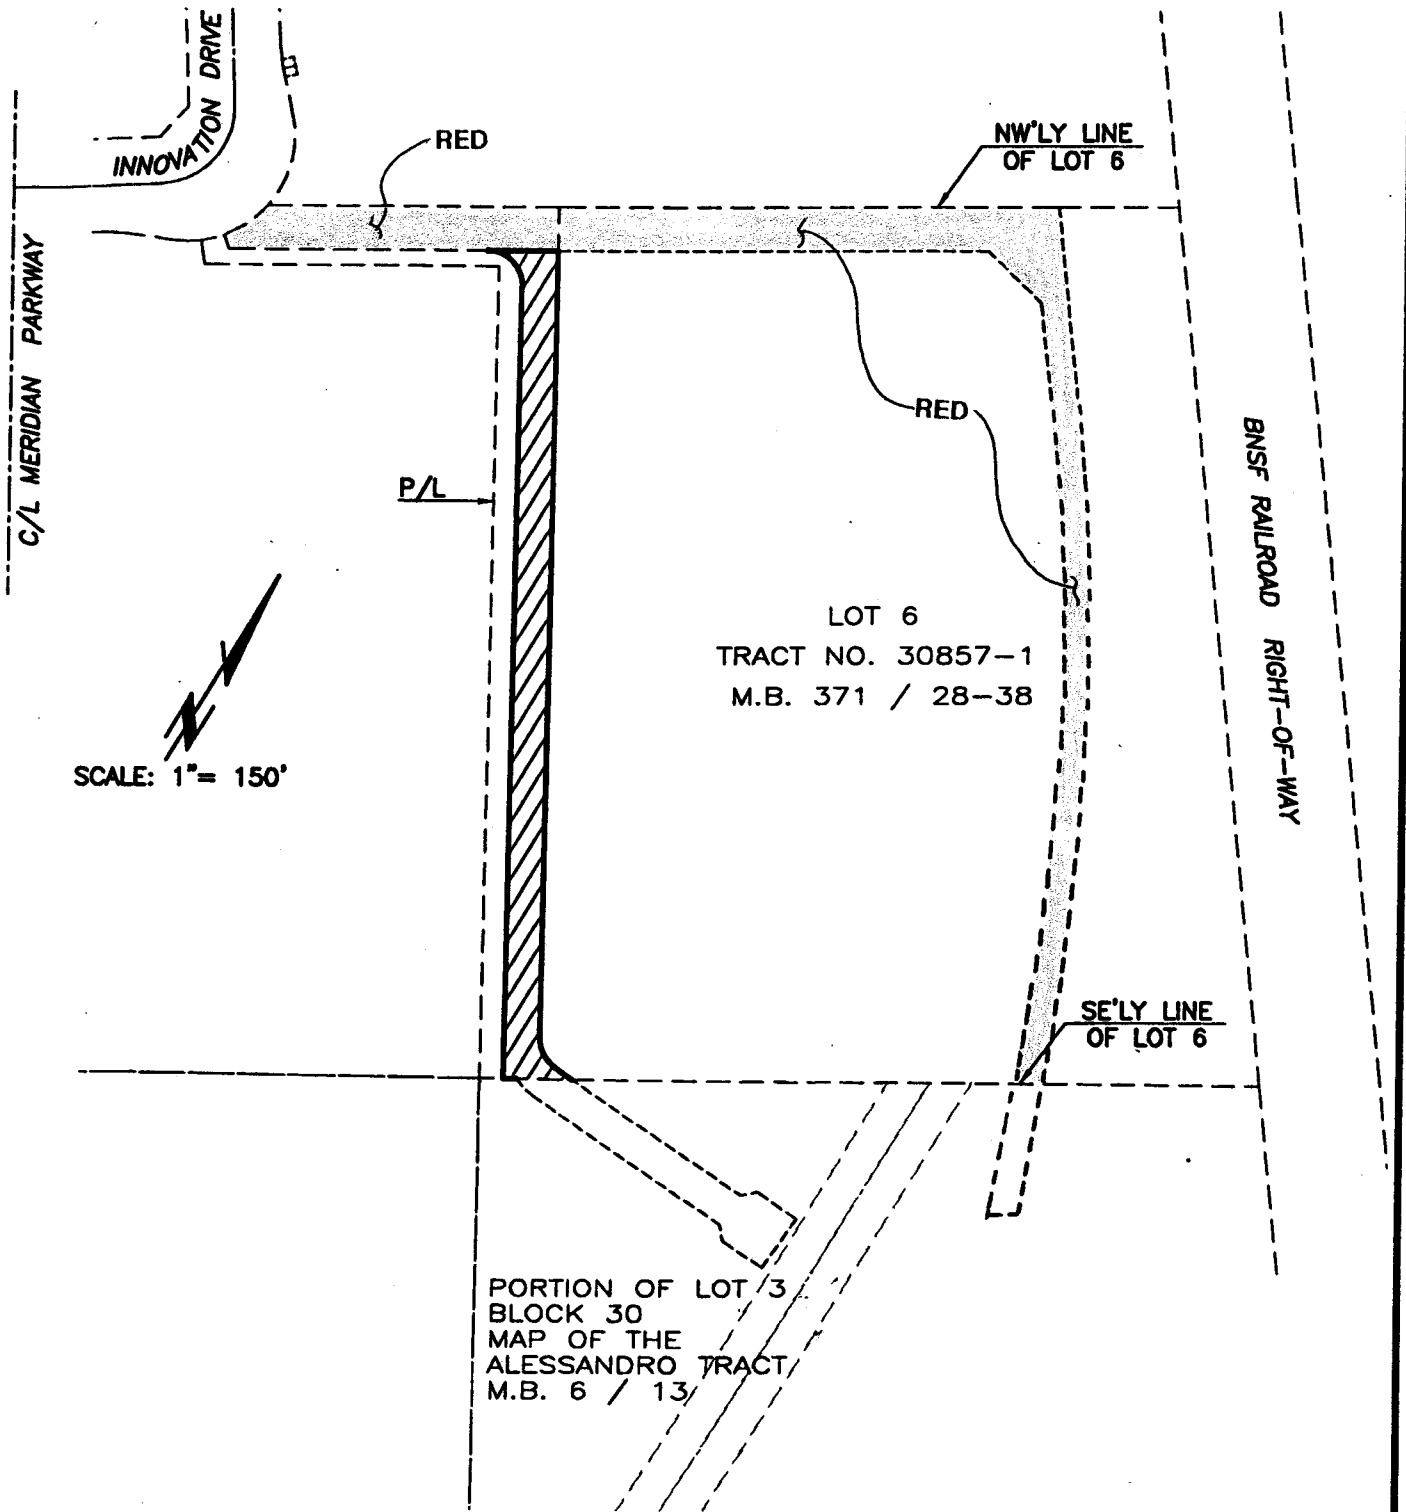 INNOVATION DRIVE
RED
NW'LY LINE
OF LOT 6
C/L MERIDIAN PARKWAY
RED
P/L
BNSF RAILROAD RIGHT-OF-WAY
LOT 6
TRACT NO. 30857-1
M.B. 371 / 28-38
N
SCALE: 1"= 150'
SE'LY LINE
OF LOT 6
PORTION OF LOT 3
BLOCK 30
MAP OF THE
ALESSANDRO TRACT
M.B. 6 / 13